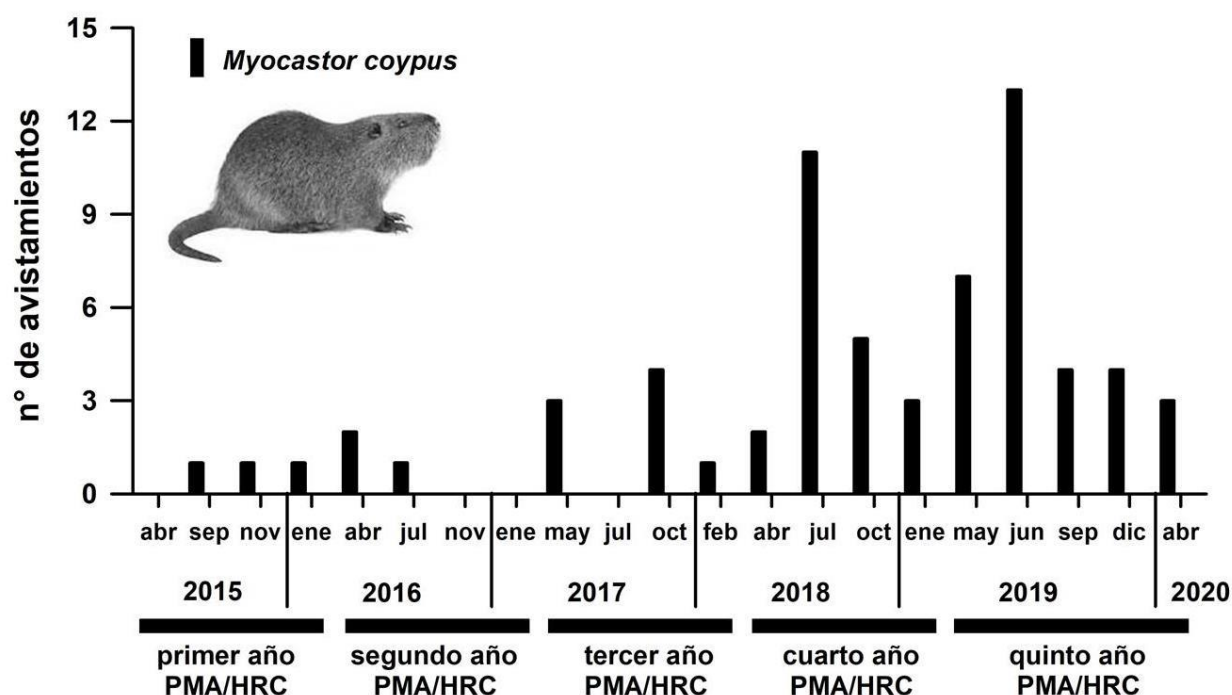 15
Myocastor coypus
12
9
6
3
0
n° de avistamientos
abr sep nov ene abr jul nov ene may jul oct feb abr jul oct ene may jun sep dic abr
2015 2016 2017 2018 2019 2020
primer año segundo año tercer año cuarto año quinto año
PMA/HRC PMA/HRC PMA/HRC PMA/HRC PMA/HRC